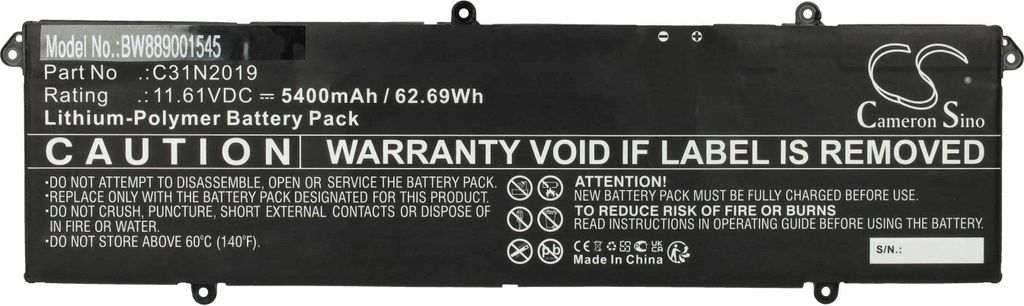 Model No.:BW889001545
Part No .:C31N2019
Rating .:11.61VDC ⎓ 5400mAh / 62.69Wh
Lithium-Polymer Battery Pack
CS
Cameron Sino
CAUTION
WARRANTY VOID IF LABEL IS REMOVED
•DO NOT ATTEMPT TO DISASSEMBLE, OPEN OR SERVICE THE BATTERY PACK.
•REPLACE ONLY WITH THE BATTERY PACK DESIGNATED FOR THIS PRODUCT.
•DO NOT CRUSH, PUNCTURE, SHORT EXTERNAL CONTACTS OR DISPOSE OF
IN FIRE OR WATER.
•DO NOT STORE ABOVE 60°C (140°F).
ATTENTION!
NEW BATTERY PACK MUST BE FULLY CHARGED BEFORE USE.
TO REDUCE RISK OF FIRE OR BURNS
READ INSTRUCTIONS IN OPERATING GUIDE BEFORE USING THE BATTERY.
Pb
CE
UK CA
Made In China
S/N.: